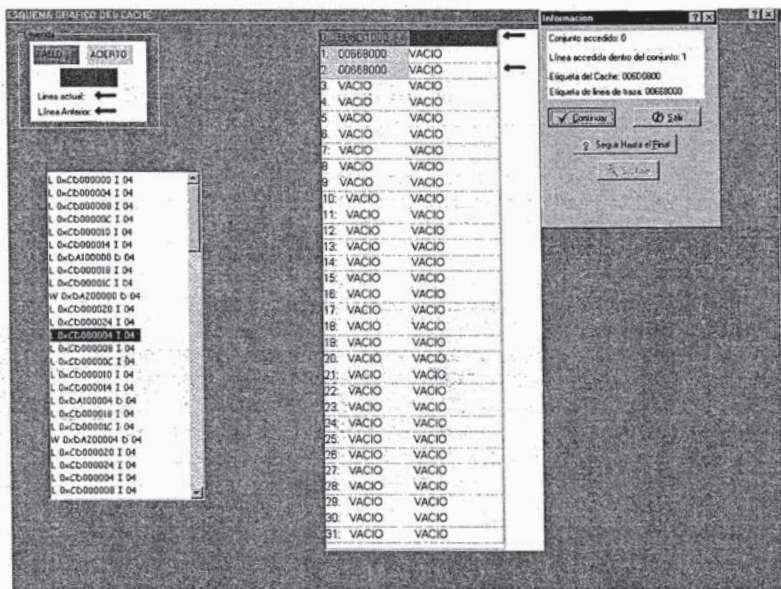 ESQUEMA GRAFICO DEL CACHE
Leyenda
FALLO ACIERTO
Línea actual:
Línea Anterior:
L 0xCD000000 I 04
L 0xCD000004 I 04
L 0xCD000008 I 04
L 0xCD00000C I 04
L 0xCD000010 I 04
L 0xCD000014 I 04
L 0xDA100000 D 04
L 0xCD000018 I 04
L 0xCD00001C I 04
W 0xDA200000 D 04
L 0xCD000020 I 04
L 0xCD000024 I 04
L 0xCD000004 I 04
L 0xCD000008 I 04
L 0xCD00000C I 04
L 0xCD000010 I 04
L 0xCD000014 I 04
L 0xDA100004 D 04
L 0xCD000018 I 04
L 0xCD00001C I 04
W 0xDA200004 D 04
L 0xCD000020 I 04
L 0xCD000024 I 04
L 0xCD000004 I 04
L 0xCD000008 I 04
0: 006D1000
1: 00668000 VACIO
2: 00668000 VACIO
3: VACIO VACIO
4: VACIO VACIO
5: VACIO VACIO
6: VACIO VACIO
7: VACIO VACIO
8: VACIO VACIO
9: VACIO VACIO
10: VACIO VACIO
11: VACIO VACIO
12: VACIO VACIO
13: VACIO VACIO
14: VACIO VACIO
15: VACIO VACIO
16: VACIO VACIO
17: VACIO VACIO
18: VACIO VACIO
19: VACIO VACIO
20: VACIO VACIO
21: VACIO VACIO
22: VACIO VACIO
23: VACIO VACIO
24: VACIO VACIO
25: VACIO VACIO
26: VACIO VACIO
27: VACIO VACIO
28: VACIO VACIO
29: VACIO VACIO
30: VACIO VACIO
31: VACIO VACIO
Informacion
Conjunto accedido: 0
Línea accedida dentro del conjunto: 1
Etiqueta del Cache: 006D0800
Etiqueta de linea de traza: 00668000
Continuar Salir
Seguir Hasta el Final